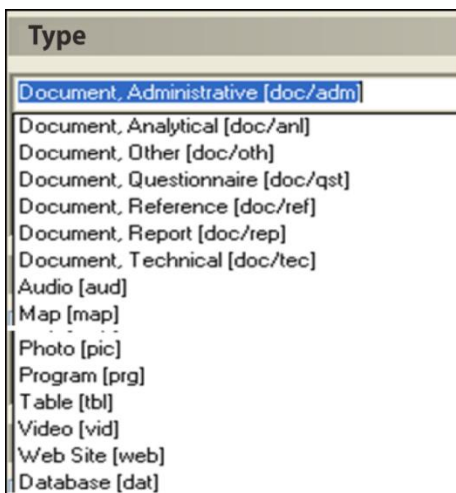 Type
Document, Administrative [doc/adm]
Document, Analytical [doc/anl]
Document, Other [doc/oth]
Document, Questionnaire [doc/qst]
Document, Reference [doc/ref]
Document, Report [doc/rep]
Document, Technical [doc/tec]
Audio [aud]
Map [map]
Photo [pic]
Program [prg]
Table [tbl]
Video [vid]
Web Site [web]
Database [dat]